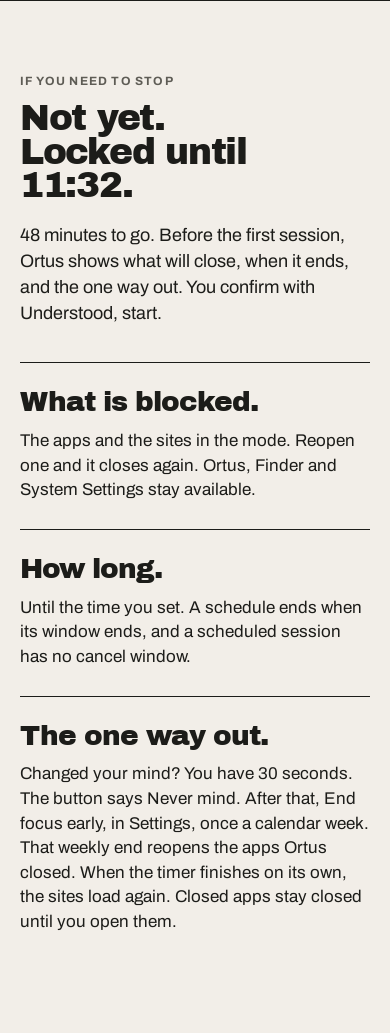 IF YOU NEED TO STOP
Not yet.
Locked until
11:32.
48 minutes to go. Before the first session,
Ortus shows what will close, when it ends,
and the one way out. You confirm with
Understood, start.
What is blocked.
The apps and the sites in the mode. Reopen
one and it closes again. Ortus, Finder and
System Settings stay available.
How long.
Until the time you set. A schedule ends when
its window ends, and a scheduled session
has no cancel window.
The one way out.
Changed your mind? You have 30 seconds.
The button says Never mind. After that, End
focus early, in Settings, once a calendar week.
That weekly end reopens the apps Ortus
closed. When the timer finishes on its own,
the sites load again. Closed apps stay closed
until you open them.